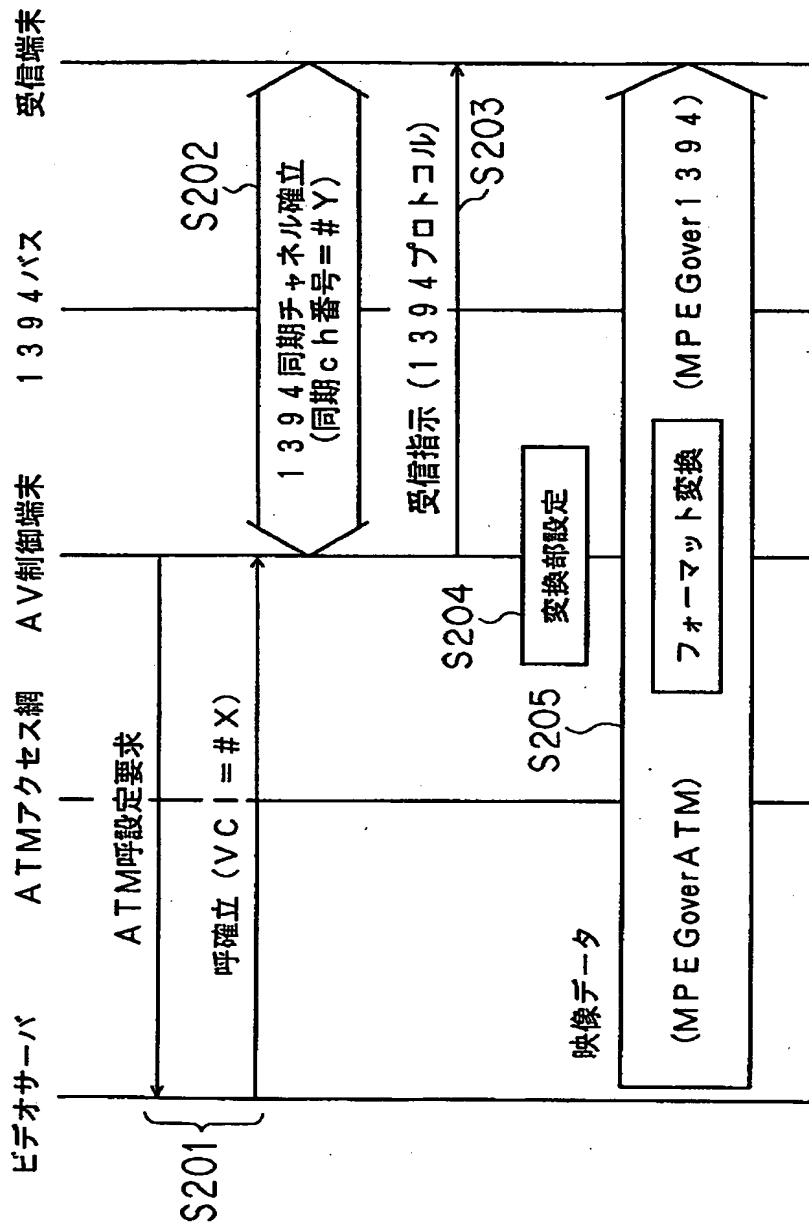 ビデオサーバ
ATMアクセス網
AV制御端末
1394バス
受信端末
ATM呼設定要求
S201
呼確立(VCI=#X)
S202
1394同期チャネル確立
(同期ch番号=#Y)
受信指示(1394プロトコル)
S203
S204
変換部設定
S205
映像データ
(MPEGoverATM)
フォーマット変換
(MPEGover1394)